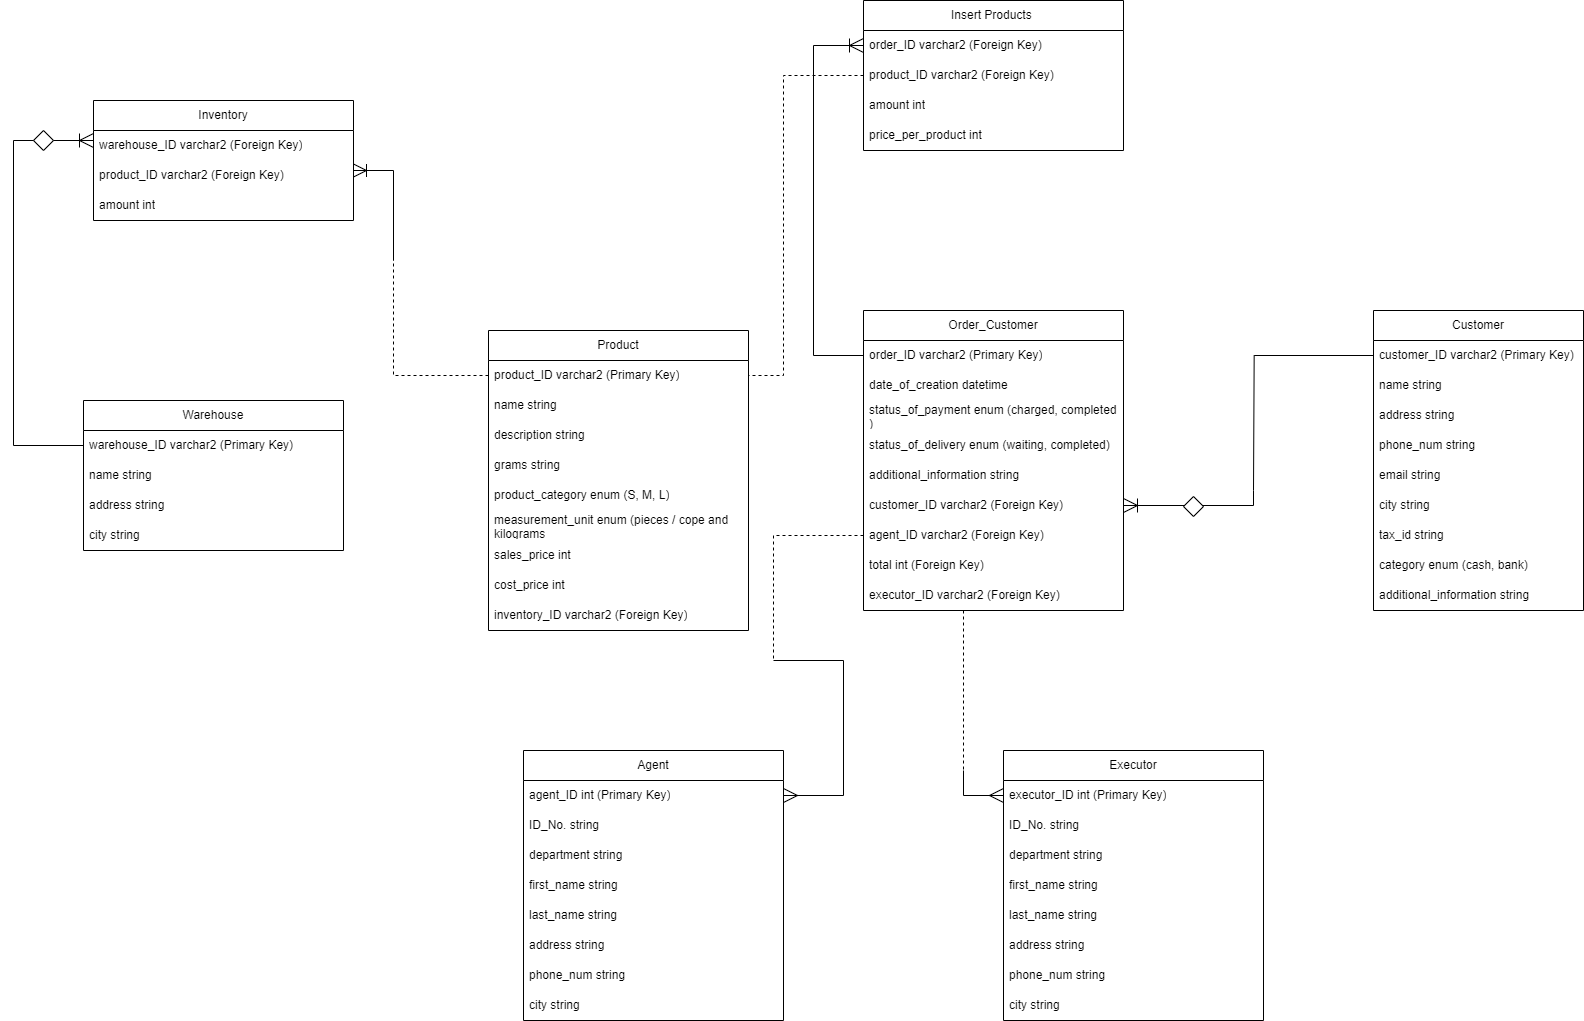 Insert Products
order_ID varchar2 (Foreign Key)
product_ID varchar2 (Foreign Key)
amount int
price_per_product int
Inventory
warehouse_ID varchar2 (Foreign Key)
product_ID varchar2 (Foreign Key)
amount int
Product
product_ID varchar2 (Primary Key)
name string
description string
grams string
product_category enum (S, M, L)
measurement_unit enum (pieces / cope and
kilograms
sales_price int
cost_price int
inventory_ID varchar2 (Foreign Key)
Warehouse
warehouse_ID varchar2 (Primary Key)
name string
address string
city string
Order_Customer
order_ID varchar2 (Primary Key)
date_of_creation datetime
status_of_payment enum (charged, completed
)
status_of_delivery enum (waiting, completed)
additional_information string
customer_ID varchar2 (Foreign Key)
agent_ID varchar2 (Foreign Key)
total int (Foreign Key)
executor_ID varchar2 (Foreign Key)
Customer
customer_ID varchar2 (Primary Key)
name string
address string
phone_num string
email string
city string
tax_id string
category enum (cash, bank)
additional_information string
Agent
agent_ID int (Primary Key)
ID_No. string
department string
first_name string
last_name string
address string
phone_num string
city string
Executor
executor_ID int (Primary Key)
ID_No. string
department string
first_name string
last_name string
address string
phone_num string
city string